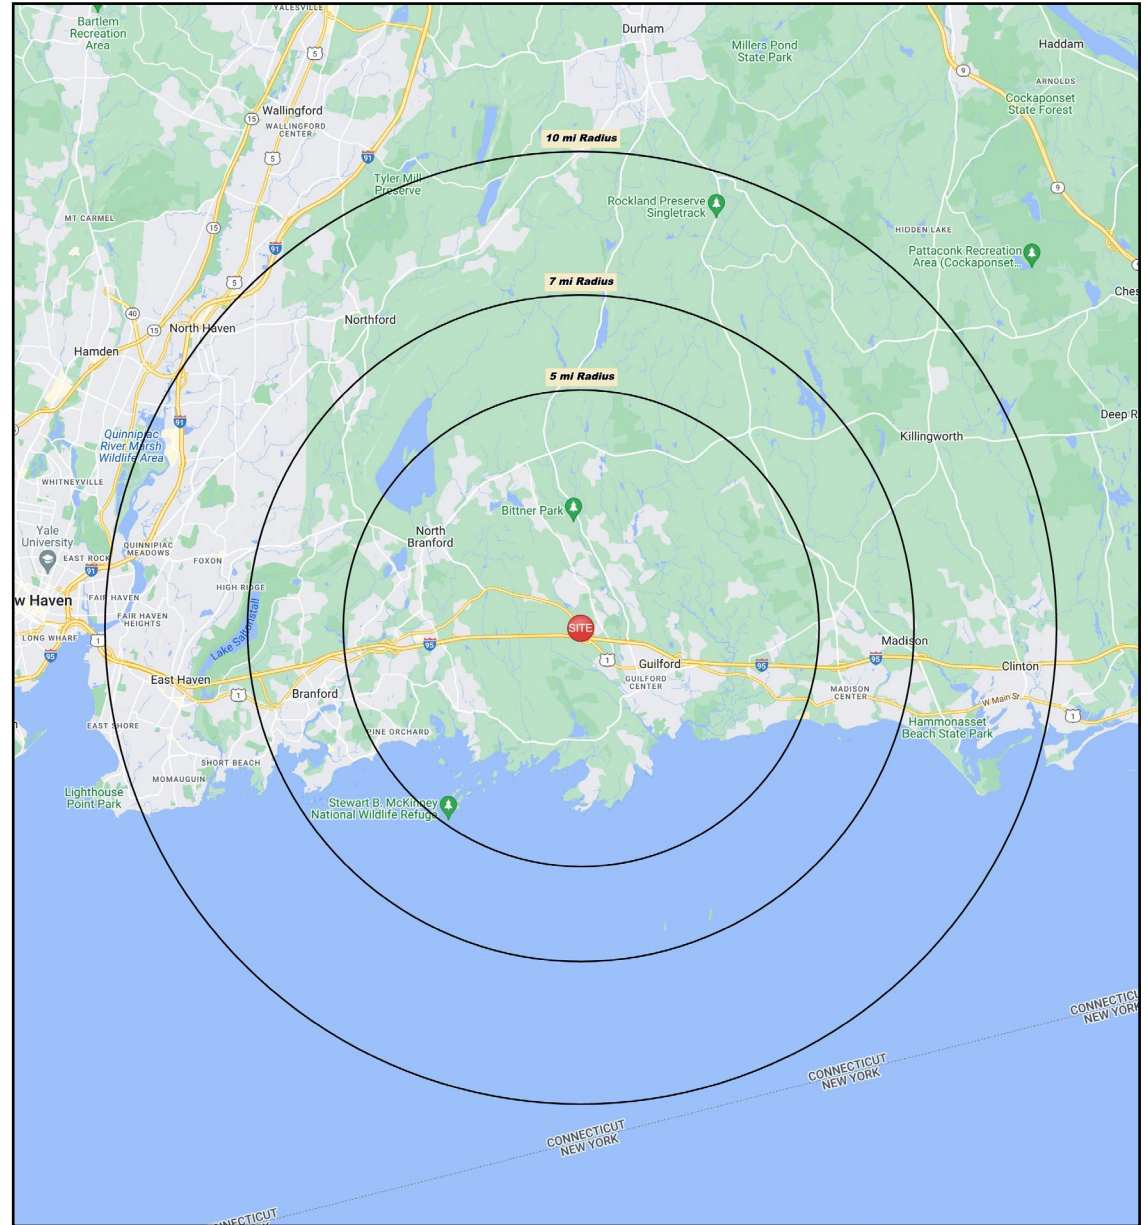 YALESVILLE
Bartlem
Recreation
Area
5
Durham
Millers Pond
State Park
Haddam
9
ARNOLDS
Cockaponset
State Forest
Wallingford
WALLINGFORD
CENTER
15
5
91
10 mi Radius
Tyler Mill
Preserve
9
Rockland Preserve
Singletrack
MT CARMEL
15
91
HIDDEN LAKE
Pattaconk Recreation
Area (Cockaponset...
5
7 mi Radius
Ches
40
15
North Haven
Northford
Hamden
5 mi Radius
Deep R
91
Quinnipiac
River Marsh
Wildlife Area
Killingworth
WHITNEYVILLE
Bittner Park
North
Branford
Yale
University
EAST ROCK
QUINNIPIAC
MEADOWS
FOXON
91
HIGH RIDGE
w Haven
FAIR HAVEN
FAIR HAVEN
HEIGHTS
Lake Saltonstall
SITE
LONG WHARF
1
95
95
1
Guilford
95
95
Madison
Clinton
East Haven
1
Branford
GUILFORD
CENTER
MADISON
CENTER
W Main St
1
EAST SHORE
PINE ORCHARD
Hammonasset
Beach State Park
SHORT BEACH
MOMAUGUIN
Lighthouse
Point Park
Stewart B. McKinney
National Wildlife Refuge
CONNECTICU
NEW YORK
CONNECTICUT
NEW YORK
CONNECTICUT
NEW YORK
NNECTICUT